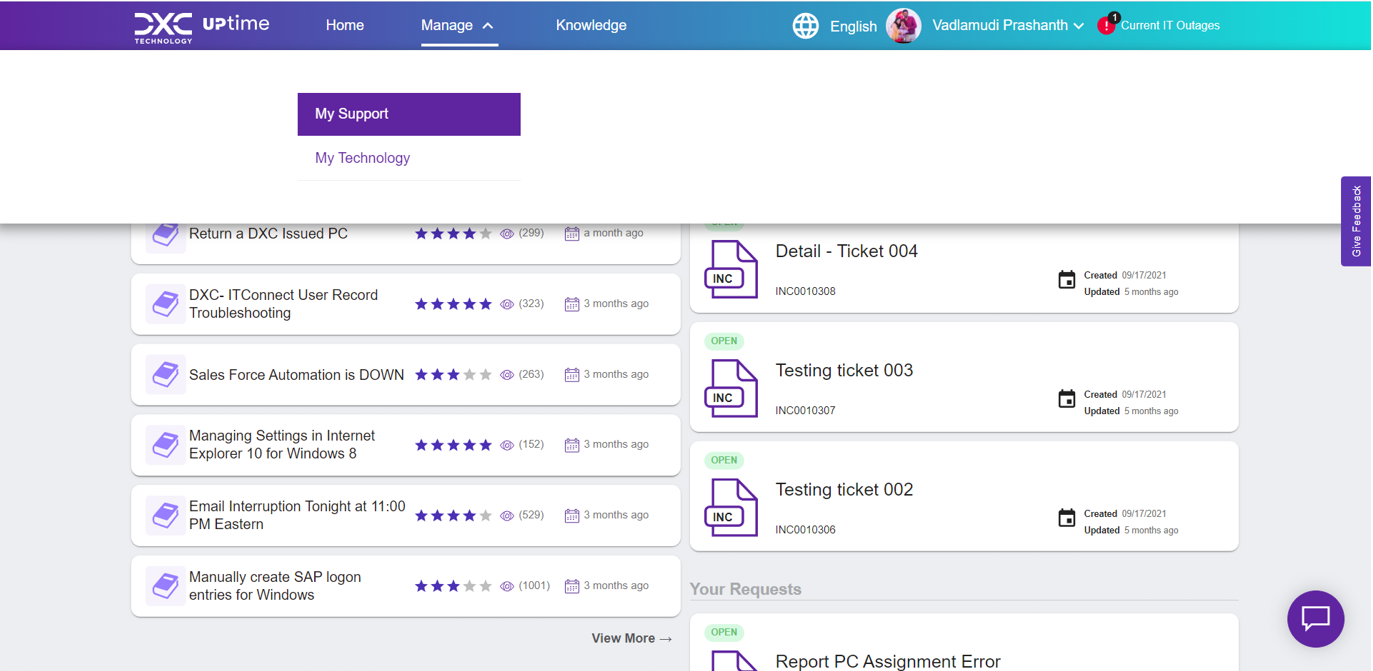 DXC TECHNOLOGY UPtime Home Manage Knowledge English Vadlamudi Prashanth ! 1 Current IT Outages
My Support
My Technology
Give Feedback
Return a DXC Issued PC (299) a month ago
DXC- ITConnect User Record
Troubleshooting
(323) 3 months ago
Sales Force Automation is DOWN (263) 3 months ago
Managing Settings in Internet
Explorer 10 for Windows 8
(152) 3 months ago
Email Interruption Tonight at 11:00
PM Eastern
(529) 3 months ago
Manually create SAP logon
entries for Windows
(1001) 3 months ago
View More →
OPEN
Detail - Ticket 004
INC
INC0010308
Created 09/17/2021
Updated 5 months ago
OPEN
Testing ticket 003
INC
INC0010307
Created 09/17/2021
Updated 5 months ago
OPEN
Testing ticket 002
INC
INC0010306
Created 09/17/2021
Updated 5 months ago
Your Requests
OPEN
Report PC Assignment Error